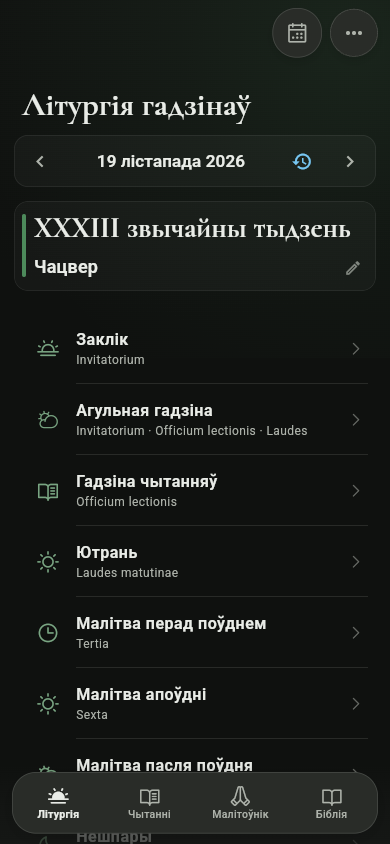 Літургія гадзінаў
19 лістапада 2026
XXXIII звычайны тыдзень
Чацвер
Заклік
Invitatorium
Агульная гадзіна
Invitatorium · Officium lectionis · Laudes
Гадзіна чытанняў
Officium lectionis
Ютрань
Laudes matutinae
Малітва перад поўднем
Tertia
Малітва апоўдні
Sexta
Малітва пасля поўдня
Літургія
Чытанні
Малітоўнік
Біблія
Нешпары